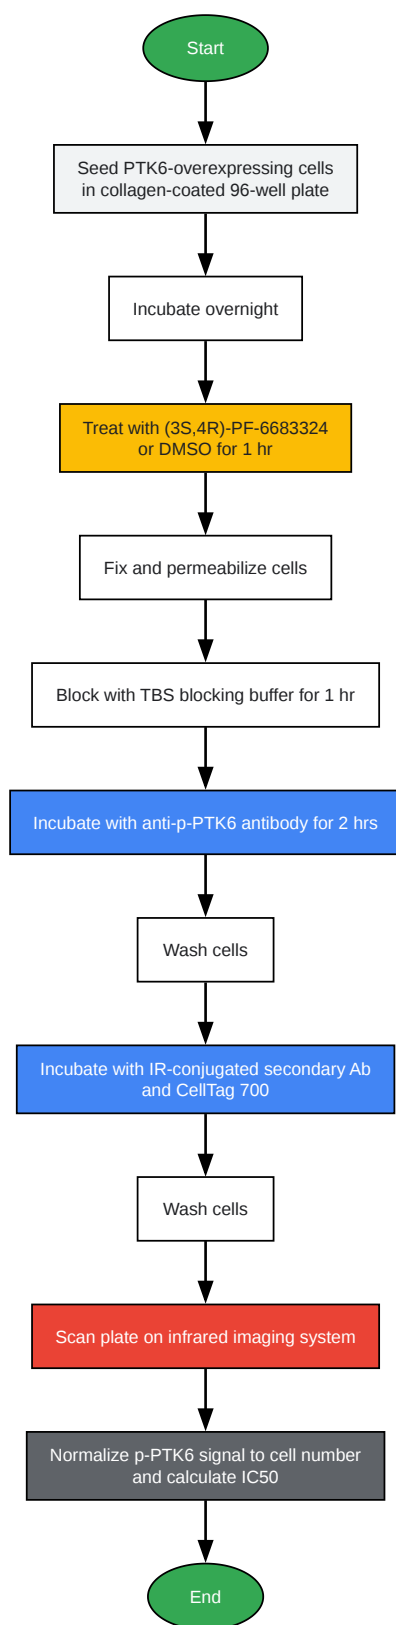 Start
Seed PTK6-overexpressing cells
in collagen-coated 96-well plate
Incubate overnight
Treat with (3S,4R)-PF-6683324
or DMSO for 1 hr
Fix and permeabilize cells
Block with TBS blocking buffer for 1 hr
Incubate with anti-p-PTK6 antibody for 2 hrs
Wash cells
Incubate with IR-conjugated secondary Ab
and CellTag 700
Wash cells
Scan plate on infrared imaging system
Normalize p-PTK6 signal to cell number
and calculate IC50
End